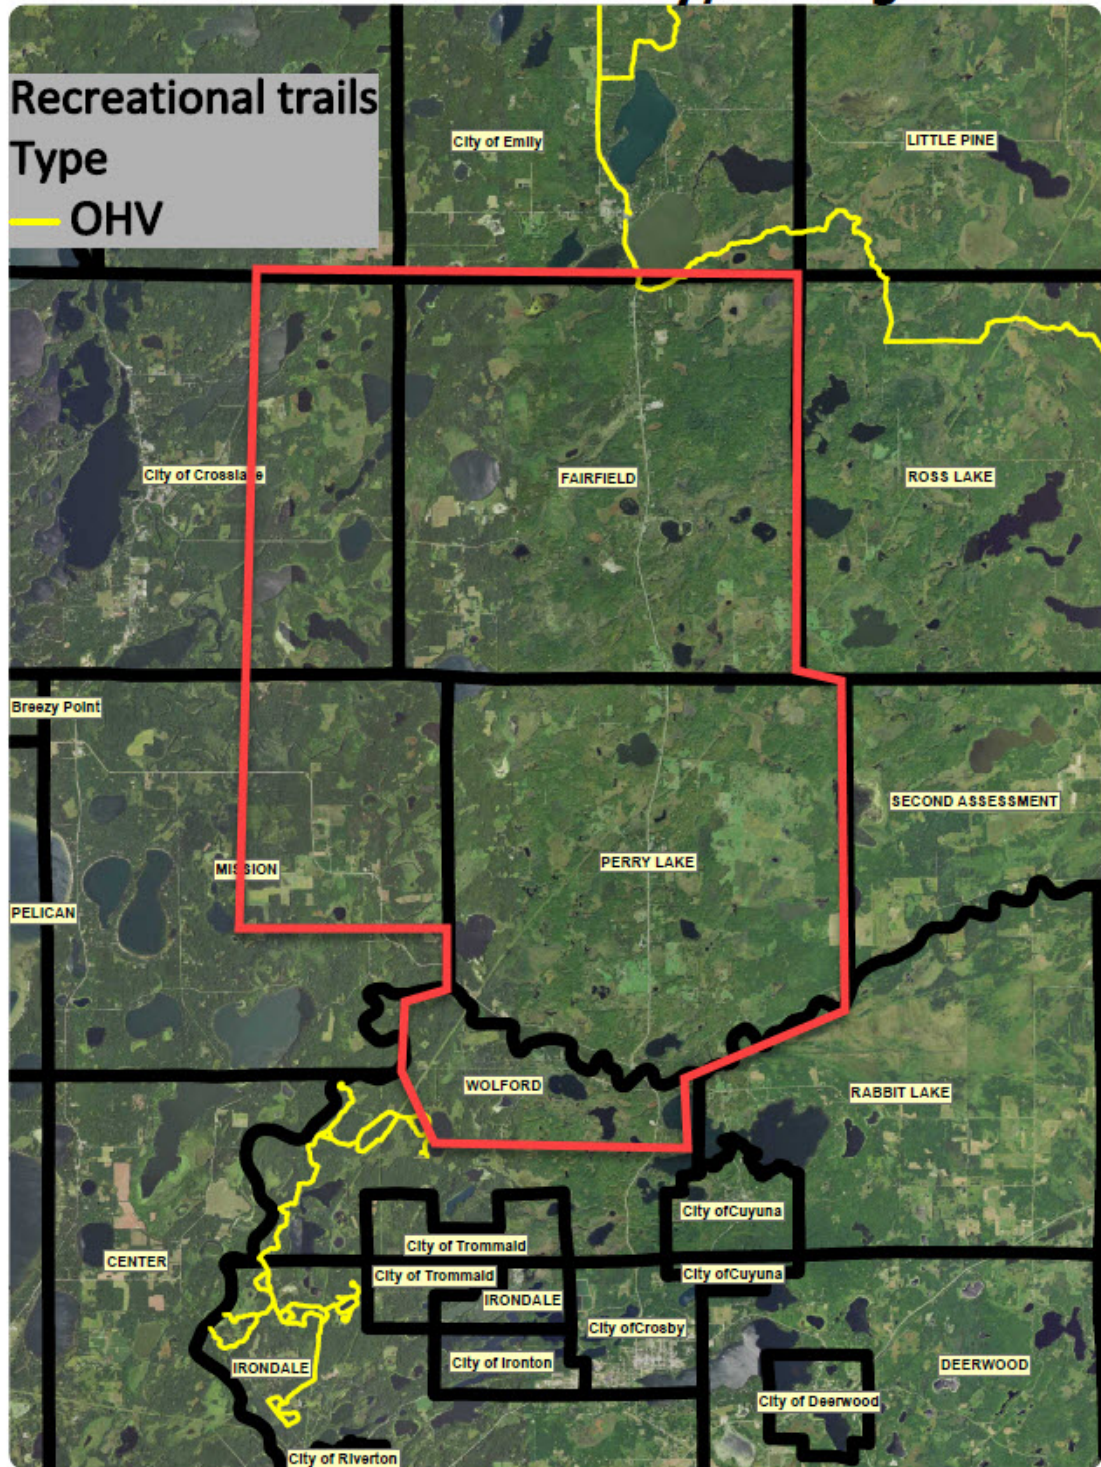 Recreational trails
Type
OHV
City of Emily
LITTLE PINE
City of Crosslake
FAIRFIELD
ROSS LAKE
Breezy Point
SECOND ASSESSMENT
MISSION
PERRY LAKE
PELICAN
WOLFORD
RABBIT LAKE
City ofCuyuna
City of Trommald
CENTER
City of Trommald
City ofCuyuna
IRONDALE
City ofCrosby
City of Ironton
IRONDALE
DEERWOOD
City of Deerwood
City of Riverton